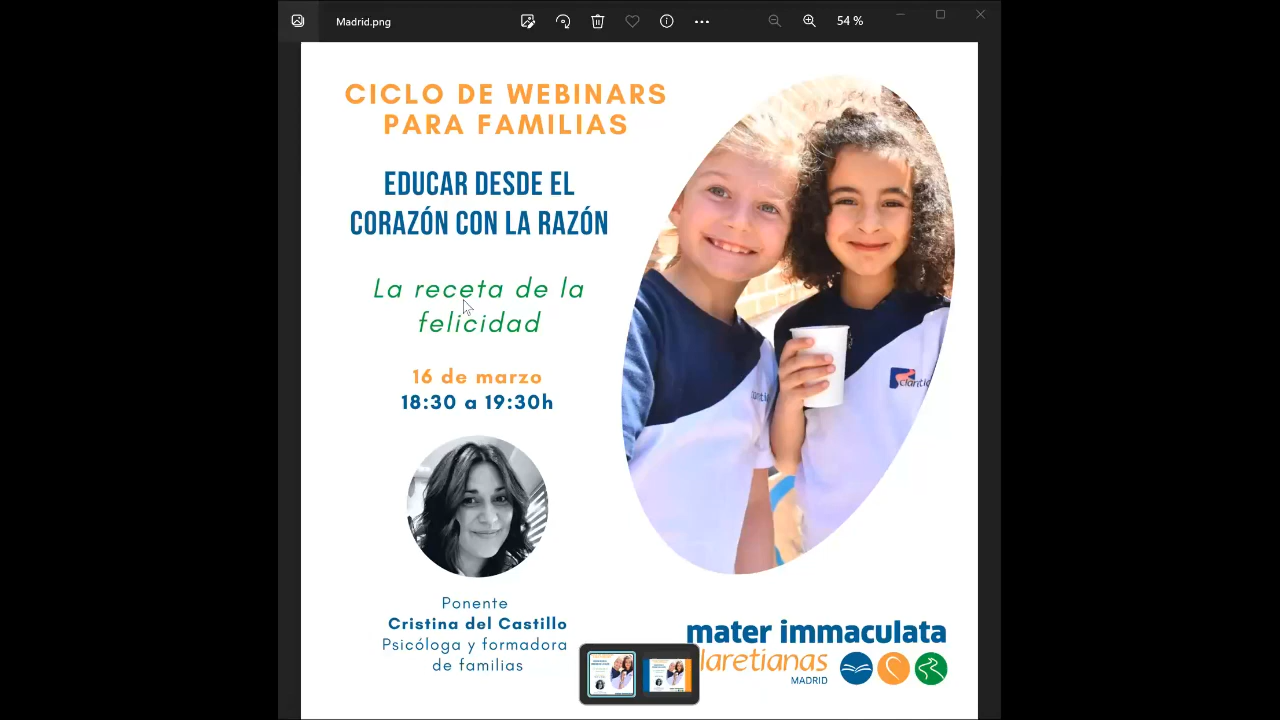 Madrid.png
54 %
CICLO DE WEBINARS
PARA FAMILIAS
EDUCAR DESDE EL
CORAZÓN CON LA RAZÓN
La receta de la
felicidad
16 de marzo
18:30 a 19:30h
Ponente
Cristina del Castillo
Psicóloga y formadora
de familias
mater immaculata
laretianas
MADRID